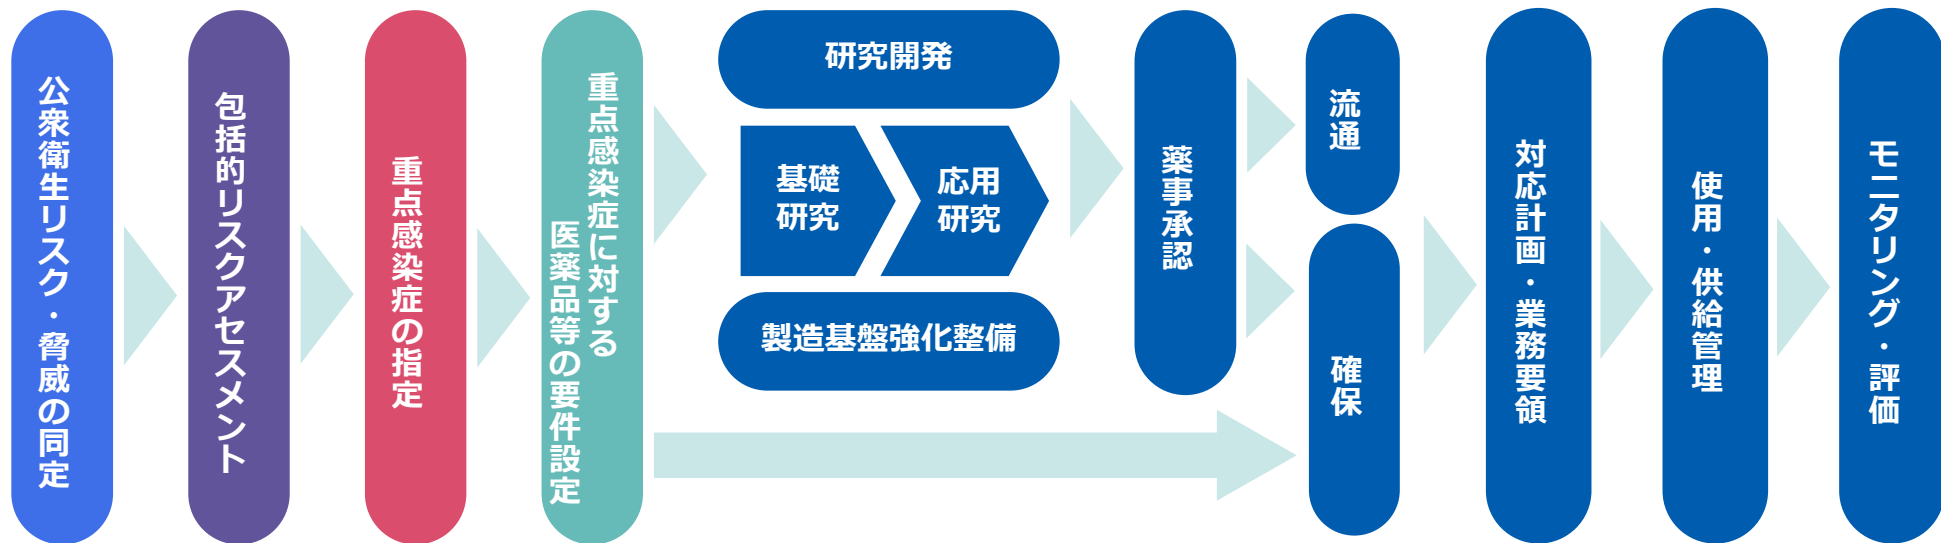 公衆衛生リスク・脅威の同定
包括的リスクアセスメント
重点感染症の指定
重点感染症に対する
医薬品等の要件設定
研究開発
基礎
研究
応用
研究
製造基盤強化整備
薬事承認
流通
確保
対応計画・業務要領
使用・供給管理
モニタリング・評価